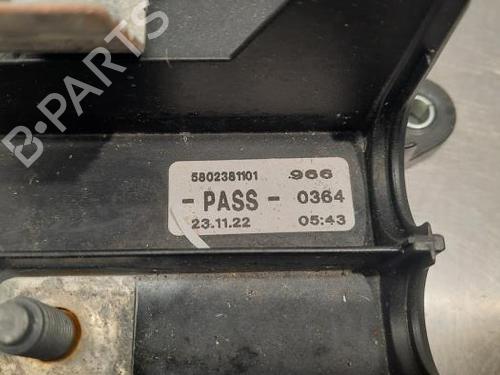 B-PARTS
5802381101 966
- PASS - 0364
23.11.22 05:43